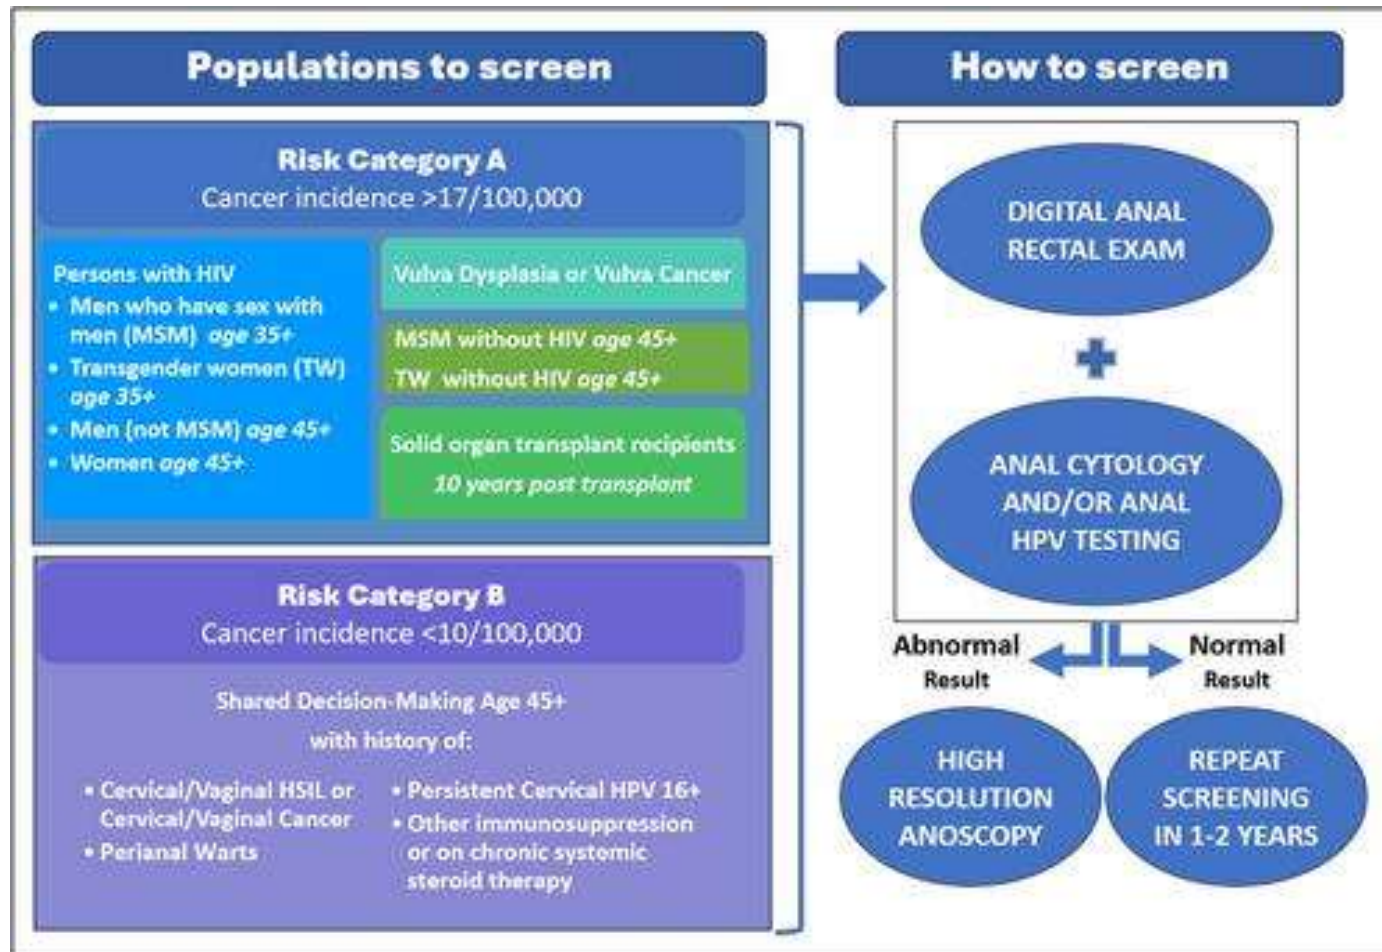 Populations to screen
Risk Category A
Cancer incidence >17/100,000
Persons with HIV
• Men who have sex with
men (MSM) age 35+
• Transgender women (TW)
age 35+
• Men (not MSM) age 45+
• Women age 45+
Vulva Dysplasia or Vulva Cancer
MSM without HIV age 45+
TW without HIV age 45+
Solid organ transplant recipients
10 years post transplant
Risk Category B
Cancer incidence <10/100,000
Shared Decision-Making Age 45+
with history of:
• Cervical/Vaginal HSIL or
Cervical/Vaginal Cancer
• Perianal Warts
• Persistent Cervical HPV 16+
• Other immunosuppression
or on chronic systemic
steroid therapy
How to screen
DIGITAL ANAL
RECTAL EXAM
+
ANAL CYTOLOGY
AND/OR ANAL
HPV TESTING
Abnormal
Result
Normal
Result
HIGH
RESOLUTION
ANOSCOPY
REPEAT
SCREENING
IN 1-2 YEARS